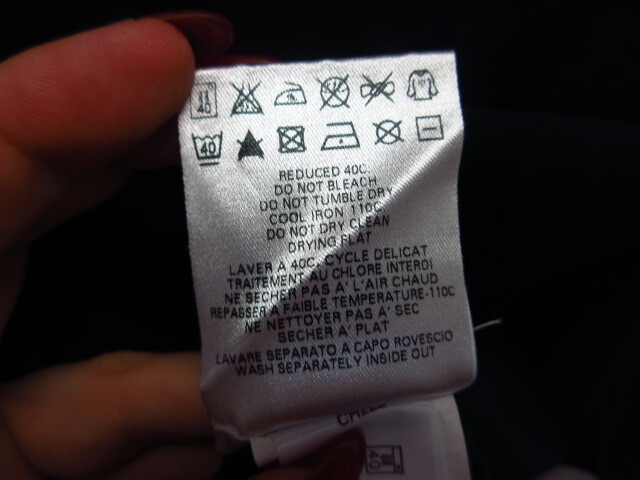 40
40
REDUCED 40C.
DO NOT BLEACH
DO NOT TUMBLE DRY
COOL IRON 110C.
DO NOT DRY CLEAN
DRYING FLAT
LAVER A 40C. CYCLE DELICAT
TRAITEMENT AU CHLORE INTERDI
NE SECHER PAS A' L'AIR CHAUD
REPASSER A FAIBLE TEMPERATURE-110C
NE NETTOYER PAS A' SEC
SECHER A' PLAT
LAVARE SEPARATO A CAPO ROVESCIO
WASH SEPARATELY INSIDE OUT
40